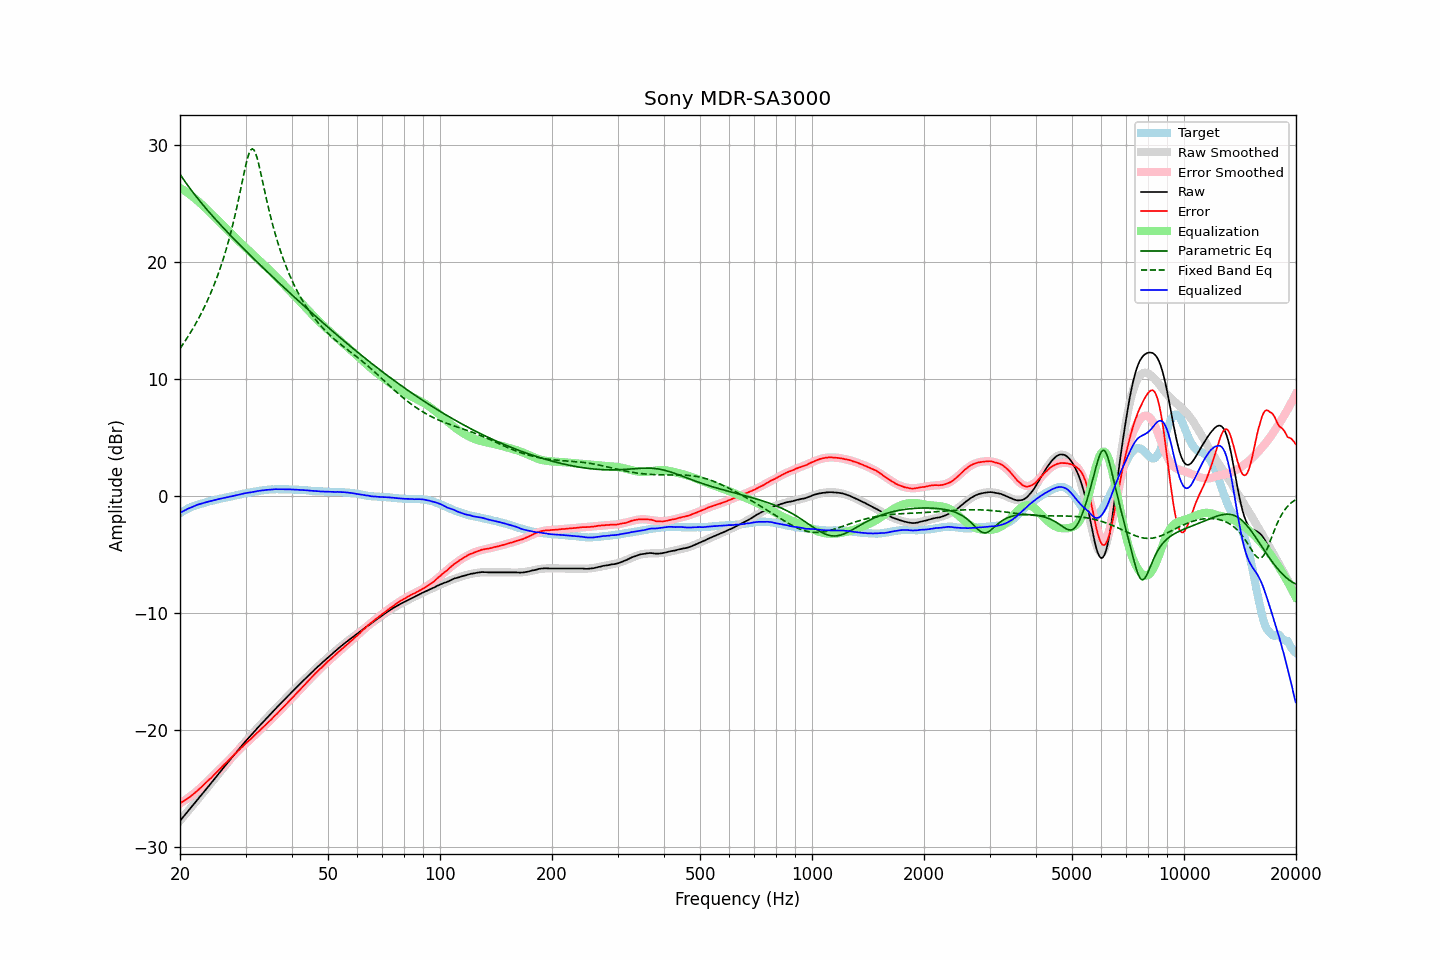 Sony MDR-SA3000
Amplitude (dBr)
30
20
10
0
−10
−20
−30
20
50
100
200
500
1000
2000
5000
10000
20000
Frequency (Hz)
Target
Raw Smoothed
Error Smoothed
Raw
Error
Equalization
Parametric Eq
Fixed Band Eq
Equalized